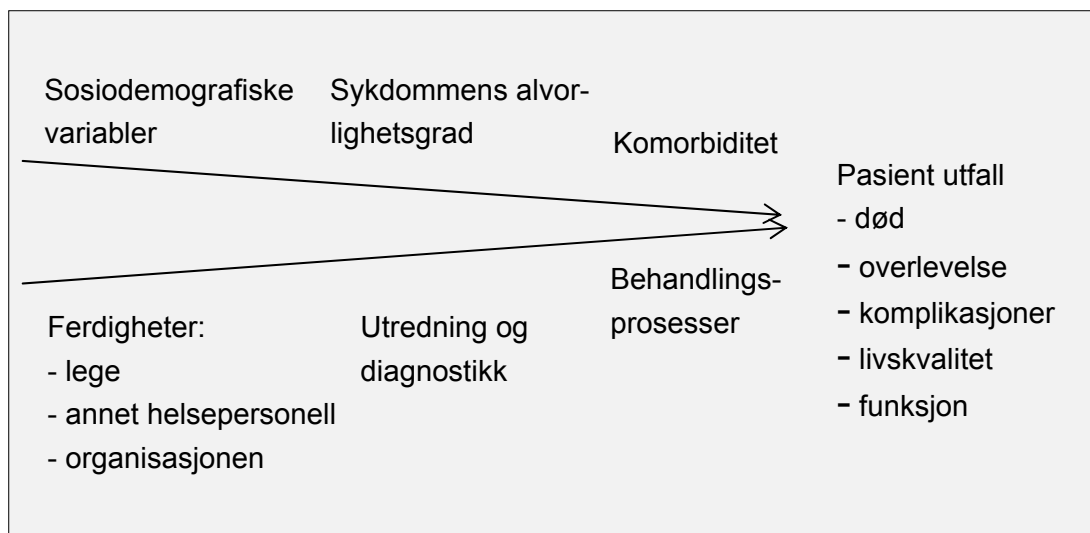 Sosiodemografiske
variabler
Sykdommens alvor-
lighetsgrad
Komorbiditet
Pasient utfall
- død
- overlevelse
- komplikasjoner
- livskvalitet
- funksjon
Ferdigheter:
- lege
- annet helsepersonell
- organisasjonen
Utredning og
diagnostikk
Behandlings-
prosesser